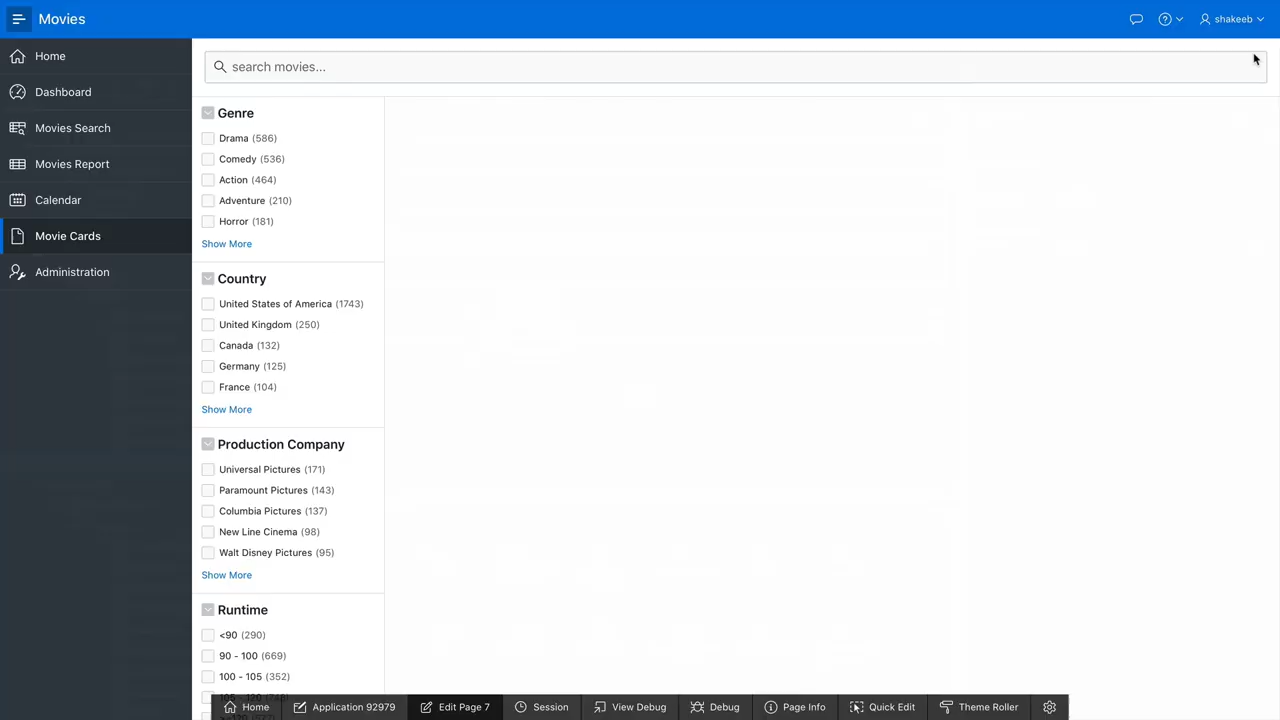 Movies
shakeeb
Home
Dashboard
Movies Search
Movies Report
Calendar
Movie Cards
Administration
search movies...
Genre
Drama (586)
Comedy (536)
Action (464)
Adventure (210)
Horror (181)
Show More
Country
United States of America (1743)
United Kingdom (250)
Canada (132)
Germany (125)
France (104)
Show More
Production Company
Universal Pictures (171)
Paramount Pictures (143)
Columbia Pictures (137)
New Line Cinema (98)
Walt Disney Pictures (95)
Show More
Runtime
<90 (290)
90 - 100 (669)
100 - 105 (352)
Home Application 92979 Edit Page 7 Session View Debug Debug Page Info Quick Edit Theme Roller